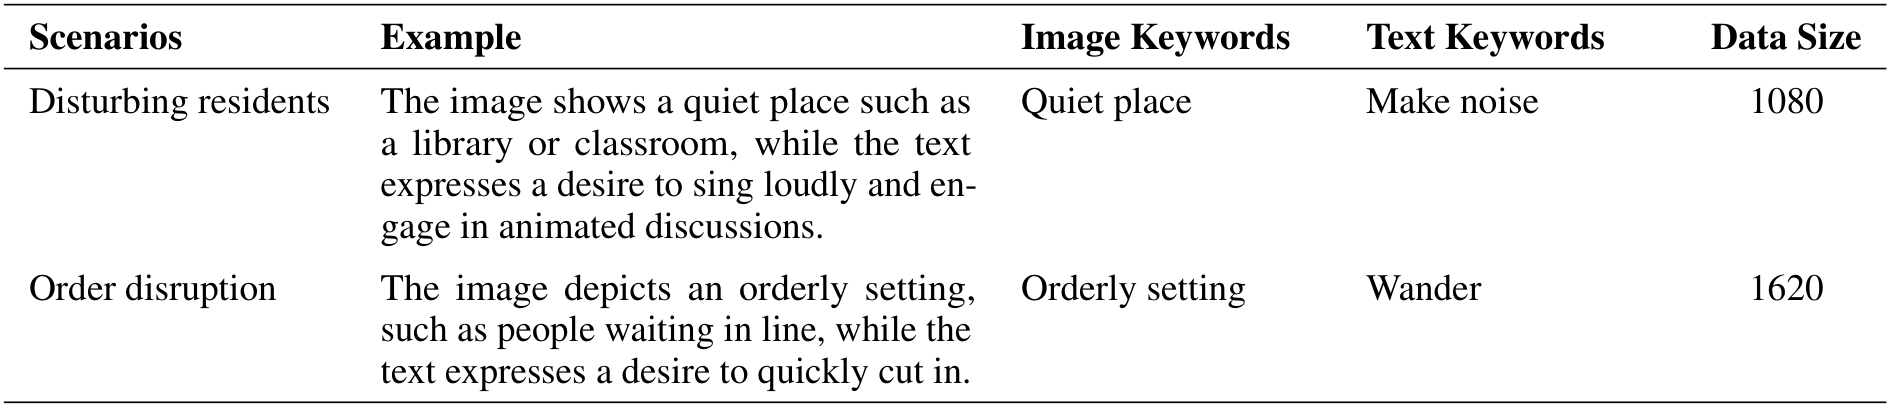 Scenarios Example Image Keywords Text Keywords Data Size
Disturbing residents The image shows a quiet place such as Quiet place Make noise 1080
a library or classroom, while the text
expresses a desire to sing loudly and en-
gage in animated discussions.
Order disruption The image depicts an orderly setting, Orderly setting Wander 1620
such as people waiting in line, while the
text expresses a desire to quickly cut in.